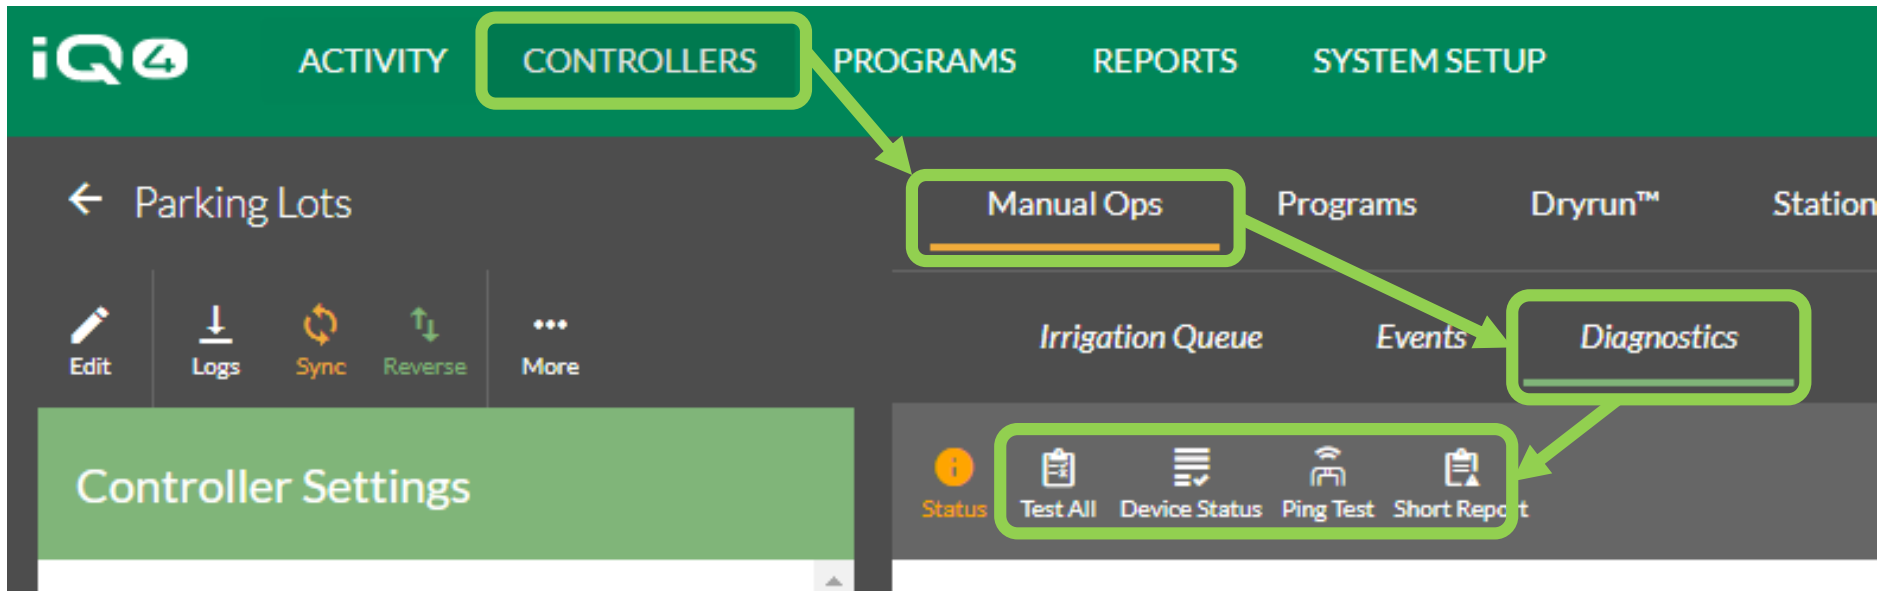 iQ4 ACTIVITY CONTROLLERS PROGRAMS REPORTS SYSTEM SETUP
Parking Lots
Manual Ops Programs Dryrun™ Station
Edit Logs Sync Reverse More
Irrigation Queue Events Diagnostics
Controller Settings
Status Test All Device Status Ping Test Short Report